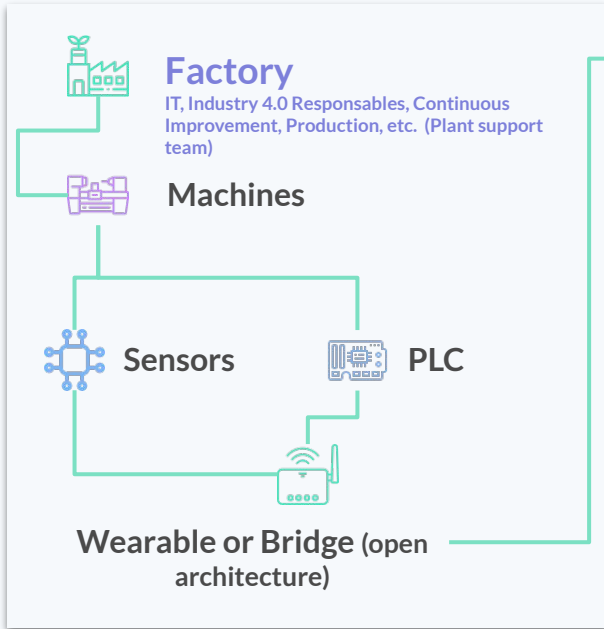 Factory
IT, Industry 4.0 Responsables, Continuous
Improvement, Production, etc. (Plant support
team)
Machines
Sensors
PLC
Wearable or Bridge (open
architecture)